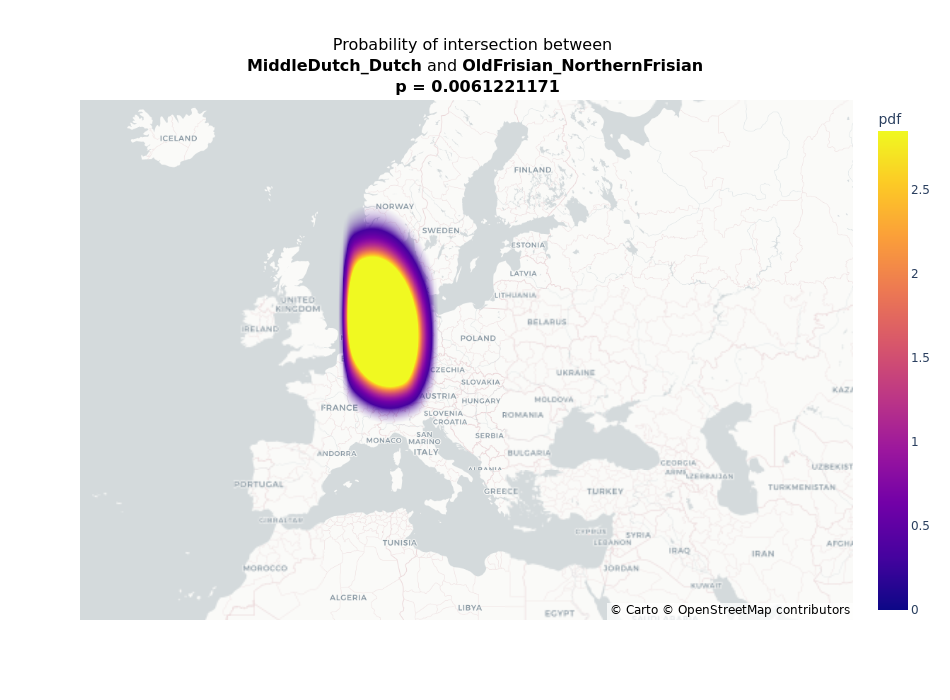 Probability of intersection between
MiddleDutch_Dutch and OldFrisian_NorthernFrisian
p = 0.0061221171
pdf
ICELAND
FINLAND
NORWAY
SWEDEN
ESTONIA
LATVIA
LITHUANIA
UNITED
KINGDOM
IRELAND
BELARUS
POLAND
CZECHIA
UKRAINE
SLOVAKIA
AUSTRIA
HUNGARY
MOLDOVA
KAZA
FRANCE
SLOVENIA
CROATIA
ROMANIA
SERBIA
MONACO
SAN
MARINO
ITALY
ANDORRA
BULGARIA
ALBANIA
GEORGIA
ARMN
AZERBAIJAN
UZBEKIST
PORTUGAL
GREECE
TURKEY
TURKMENISTAN
GIBRALTAR
TUNISIA
CYPRUS
LEBANON
SYRIA
IRAQ
IRAN
AFGHA
MOROCCO
JORDAN
KUWAIT
ALGERIA
LIBYA
EGYPT
SAUDI ARABIA
© Carto © OpenStreetMap contributors
2.5
2
1.5
1
0.5
0